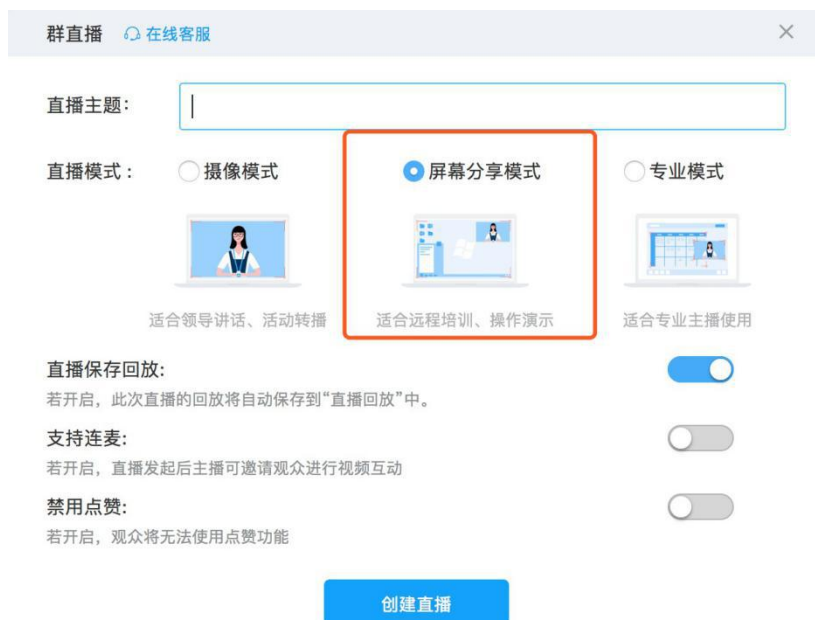 群直播 在线客服
直播主题：
直播模式： 摄像模式 屏幕分享模式 专业模式
适合领导讲话、活动转播 适合远程培训、操作演示 适合专业主播使用
直播保存回放:
若开启，此次直播的回放将自动保存到“直播回放”中。
支持连麦:
若开启，直播发起后主播可邀请观众进行视频互动
禁用点赞:
若开启，观众将无法使用点赞功能
创建直播